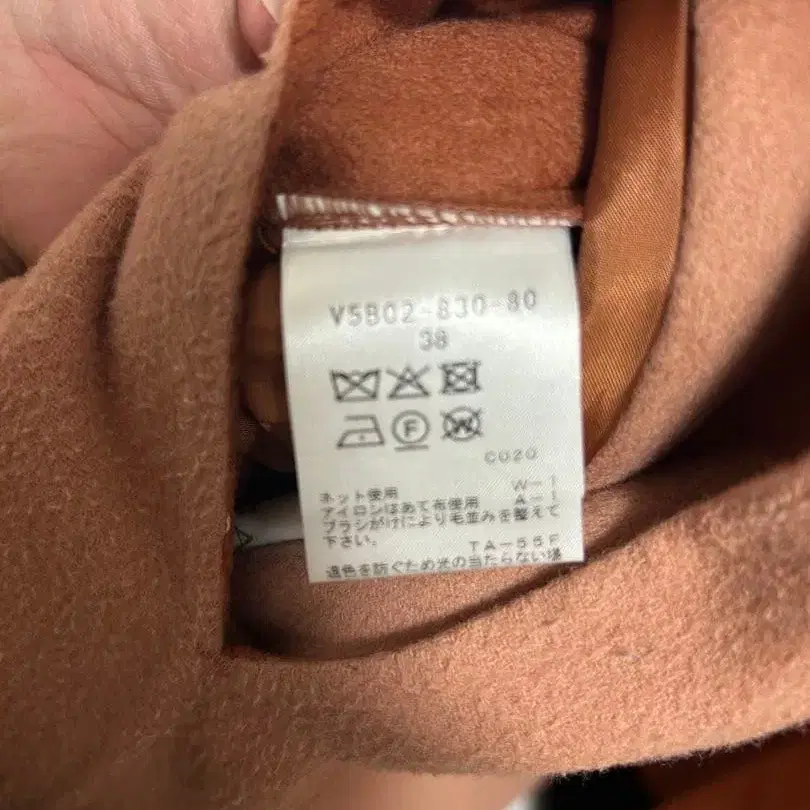 V5B02-830-80
38
F
W
C020
ネット使用 W-1
アイロンはあて布使用 A-1
ブラシがけにより毛並みを整えて
下さい。
TA-55F
退色を防ぐため光の当たらない場